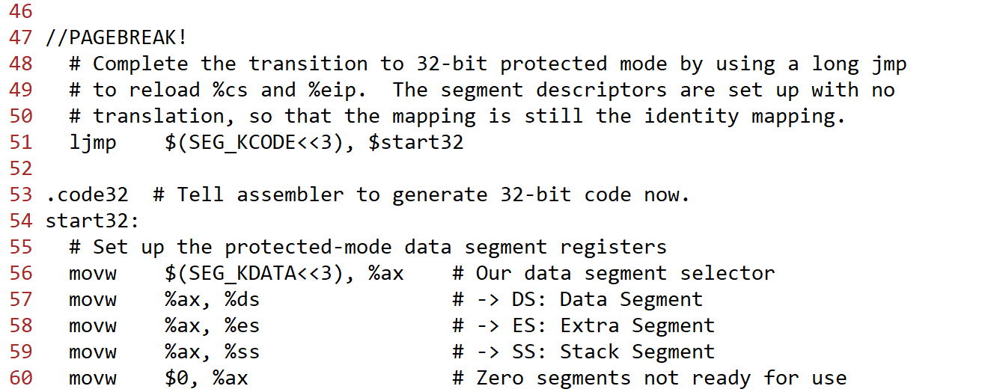 46
47 //PAGEBREAK!
48   # Complete the transition to 32-bit protected mode by using a long jmp
49   # to reload %cs and %eip.  The segment descriptors are set up with no
50   # translation, so that the mapping is still the identity mapping.
51   ljmp    $(SEG_KCODE<<3), $start32
52
53 .code32  # Tell assembler to generate 32-bit code now.
54 start32:
55   # Set up the protected-mode data segment registers
56   movw    $(SEG_KDATA<<3), %ax    # Our data segment selector
57   movw    %ax, %ds                # -> DS: Data Segment
58   movw    %ax, %es                # -> ES: Extra Segment
59   movw    %ax, %ss                # -> SS: Stack Segment
60   movw    $0, %ax                 # Zero segments not ready for use